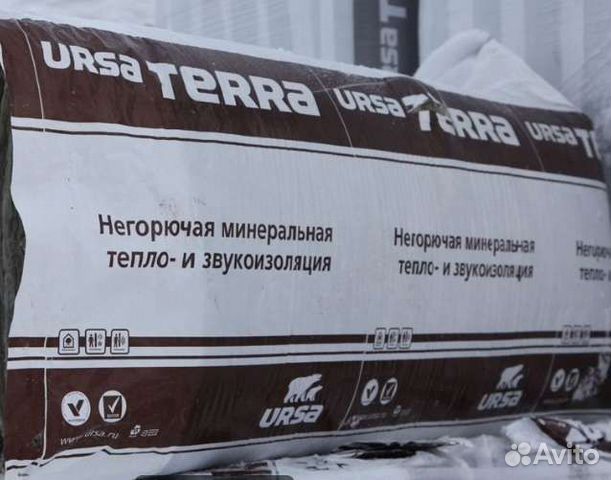 URSA TERRA URSA TERRA URSA
Негорючая минеральная
тепло- и звукоизоляция
Негорючая минеральная
тепло- и звукоизоляция
URSA URSA
www.ursa.ru
Avito